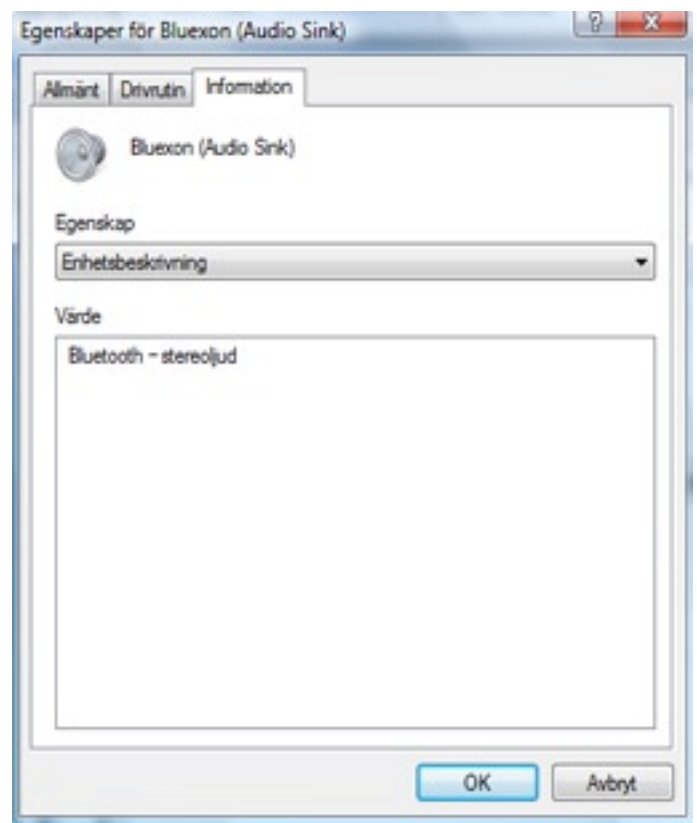 Egenskaper för Bluexon (Audio Sink)
Allmänt Drivrutin Information
Bluexon (Audio Sink)
Egenskap
Enhetsbeskrivning
Värde
Bluetooth - stereoljud
OK Avbryt